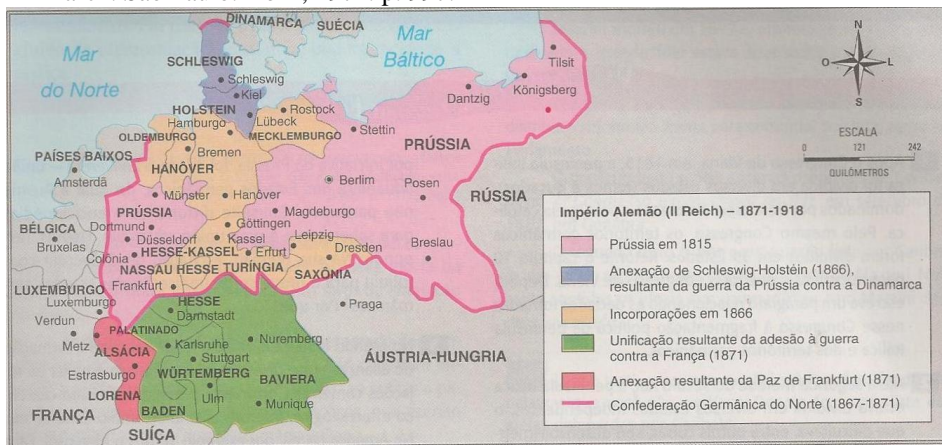 DINAMARCA
SUÉCIA
Mar
do Norte
Mar
Báltico
SCHLESWIG
Schleswig
Kiel
HOLSTEIN
Hamburgo
Lübeck
Rostock
OLDEMBURGO
MECKLEMBURGO
Bremen
Stettin
Dantzig
Tilsit
Königsberg
PRÚSSIA
RÚSSIA
PAÍSES BAIXOS
Amsterdã
HANÔVER
Hanôver
Münster
Berlim
Posen
PRÚSSIA
Dortmund
Düsseldorf
Colônia
Göttingen
Magdeburgo
Kassel
HESSE-KASSEL
Erfurt
Leipzig
Dresden
Breslau
BÉLGICA
Bruxelas
NASSAU HESSE
TURÍNGIA
SAXÔNIA
Frankfurt
LUXEMBURGO
Luxemburgo
HESSE
Darmstadt
Praga
Verdun
Metz
PALATINADO
ALSÁCIA
Karlsruhe
Nuremberg
Stuttgart
ÁUSTRIA-HUNGRIA
Estrasburgo
WÜRTEMBERG
Ulm
BAVIERA
Munique
LORENA
BADEN
FRANÇA
SUÍÇA
N
O
L
S
ESCALA
0 121 242
QUILÔMETROS
Império Alemão (II Reich) – 1871-1918
Prússia em 1815
Anexação de Schleswig-Holstéin (1866),
resultante da guerra da Prússia contra a Dinamarca
Incorporações em 1866
Unificação resultante da adesão à guerra
contra a França (1871)
Anexação resultante da Paz de Frankfurt (1871)
Confederação Germânica do Norte (1867-1871)